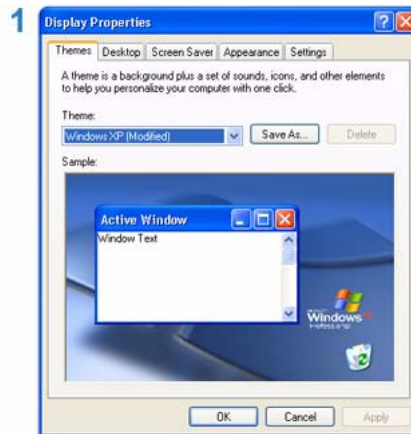 1
Display Properties
Themes Desktop Screen Saver Appearance Settings
A theme is a background plus a set of sounds, icons, and other elements
to help you personalize your computer with one click.
Theme:
Windows XP (Modified) Save As... Delete
Sample:
Active Window
Window Text
Windows xp
Professional
OK Cancel Apply